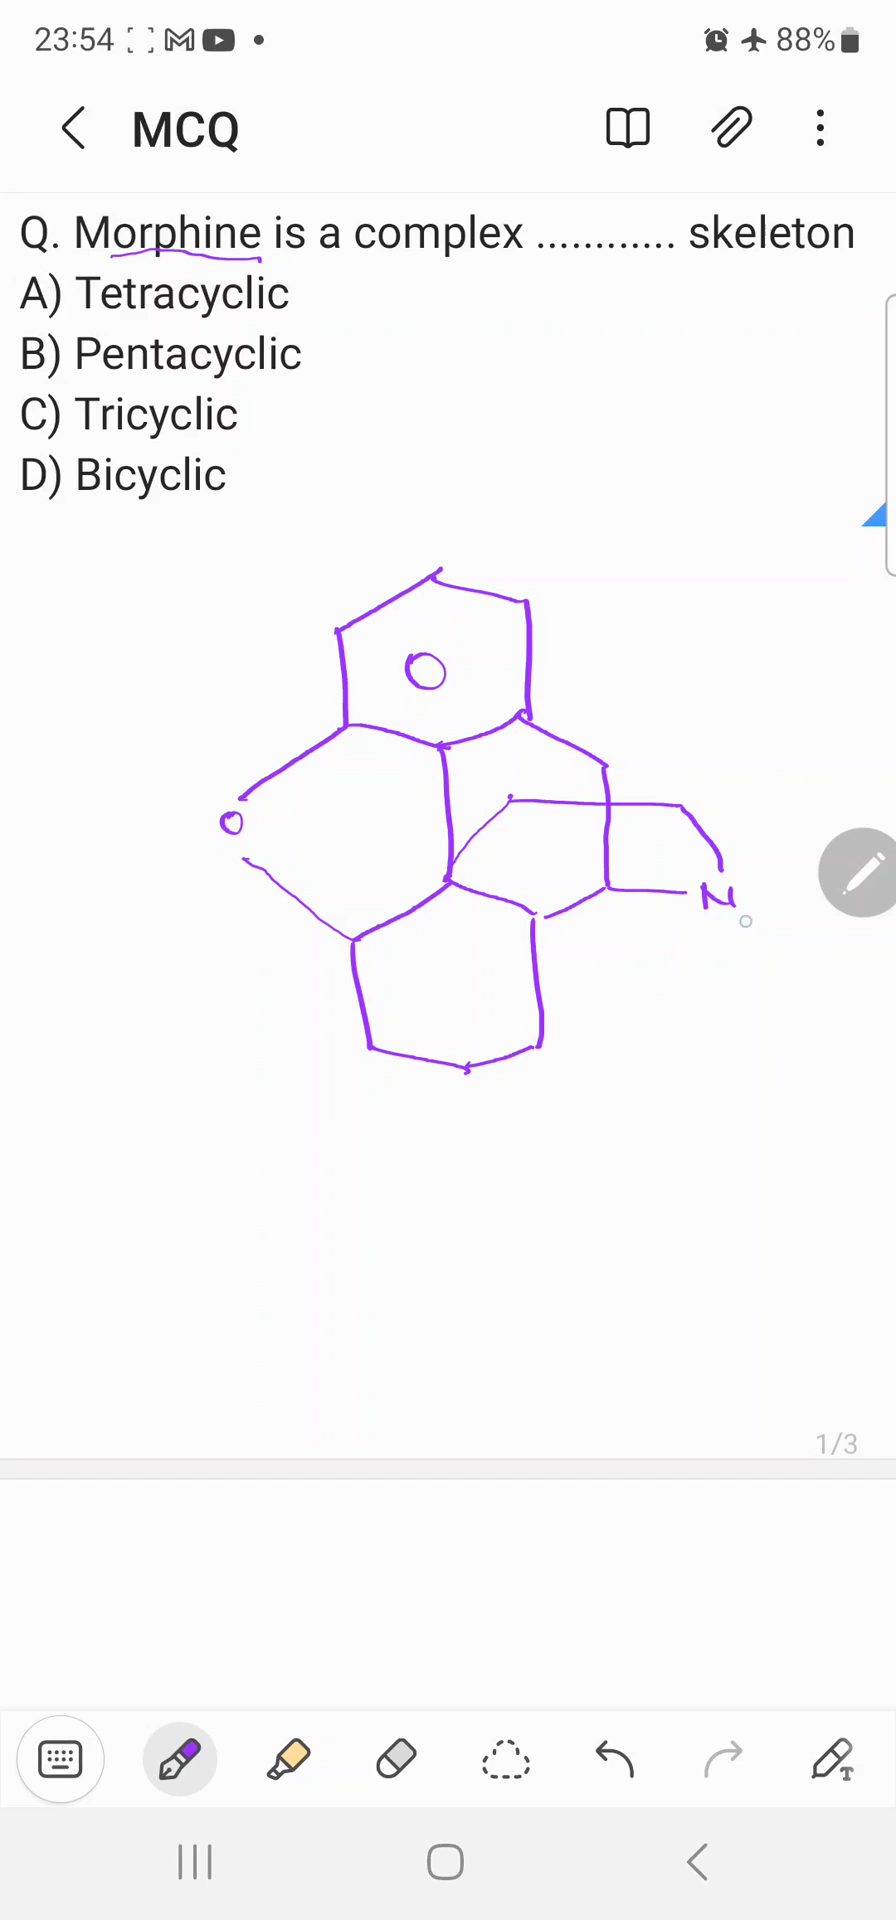 23:54
88%
MCQ
Q. Morphine is a complex ............ skeleton
A) Tetracyclic
B) Pentacyclic
C) Tricyclic
D) Bicyclic
O
N
1/3
T